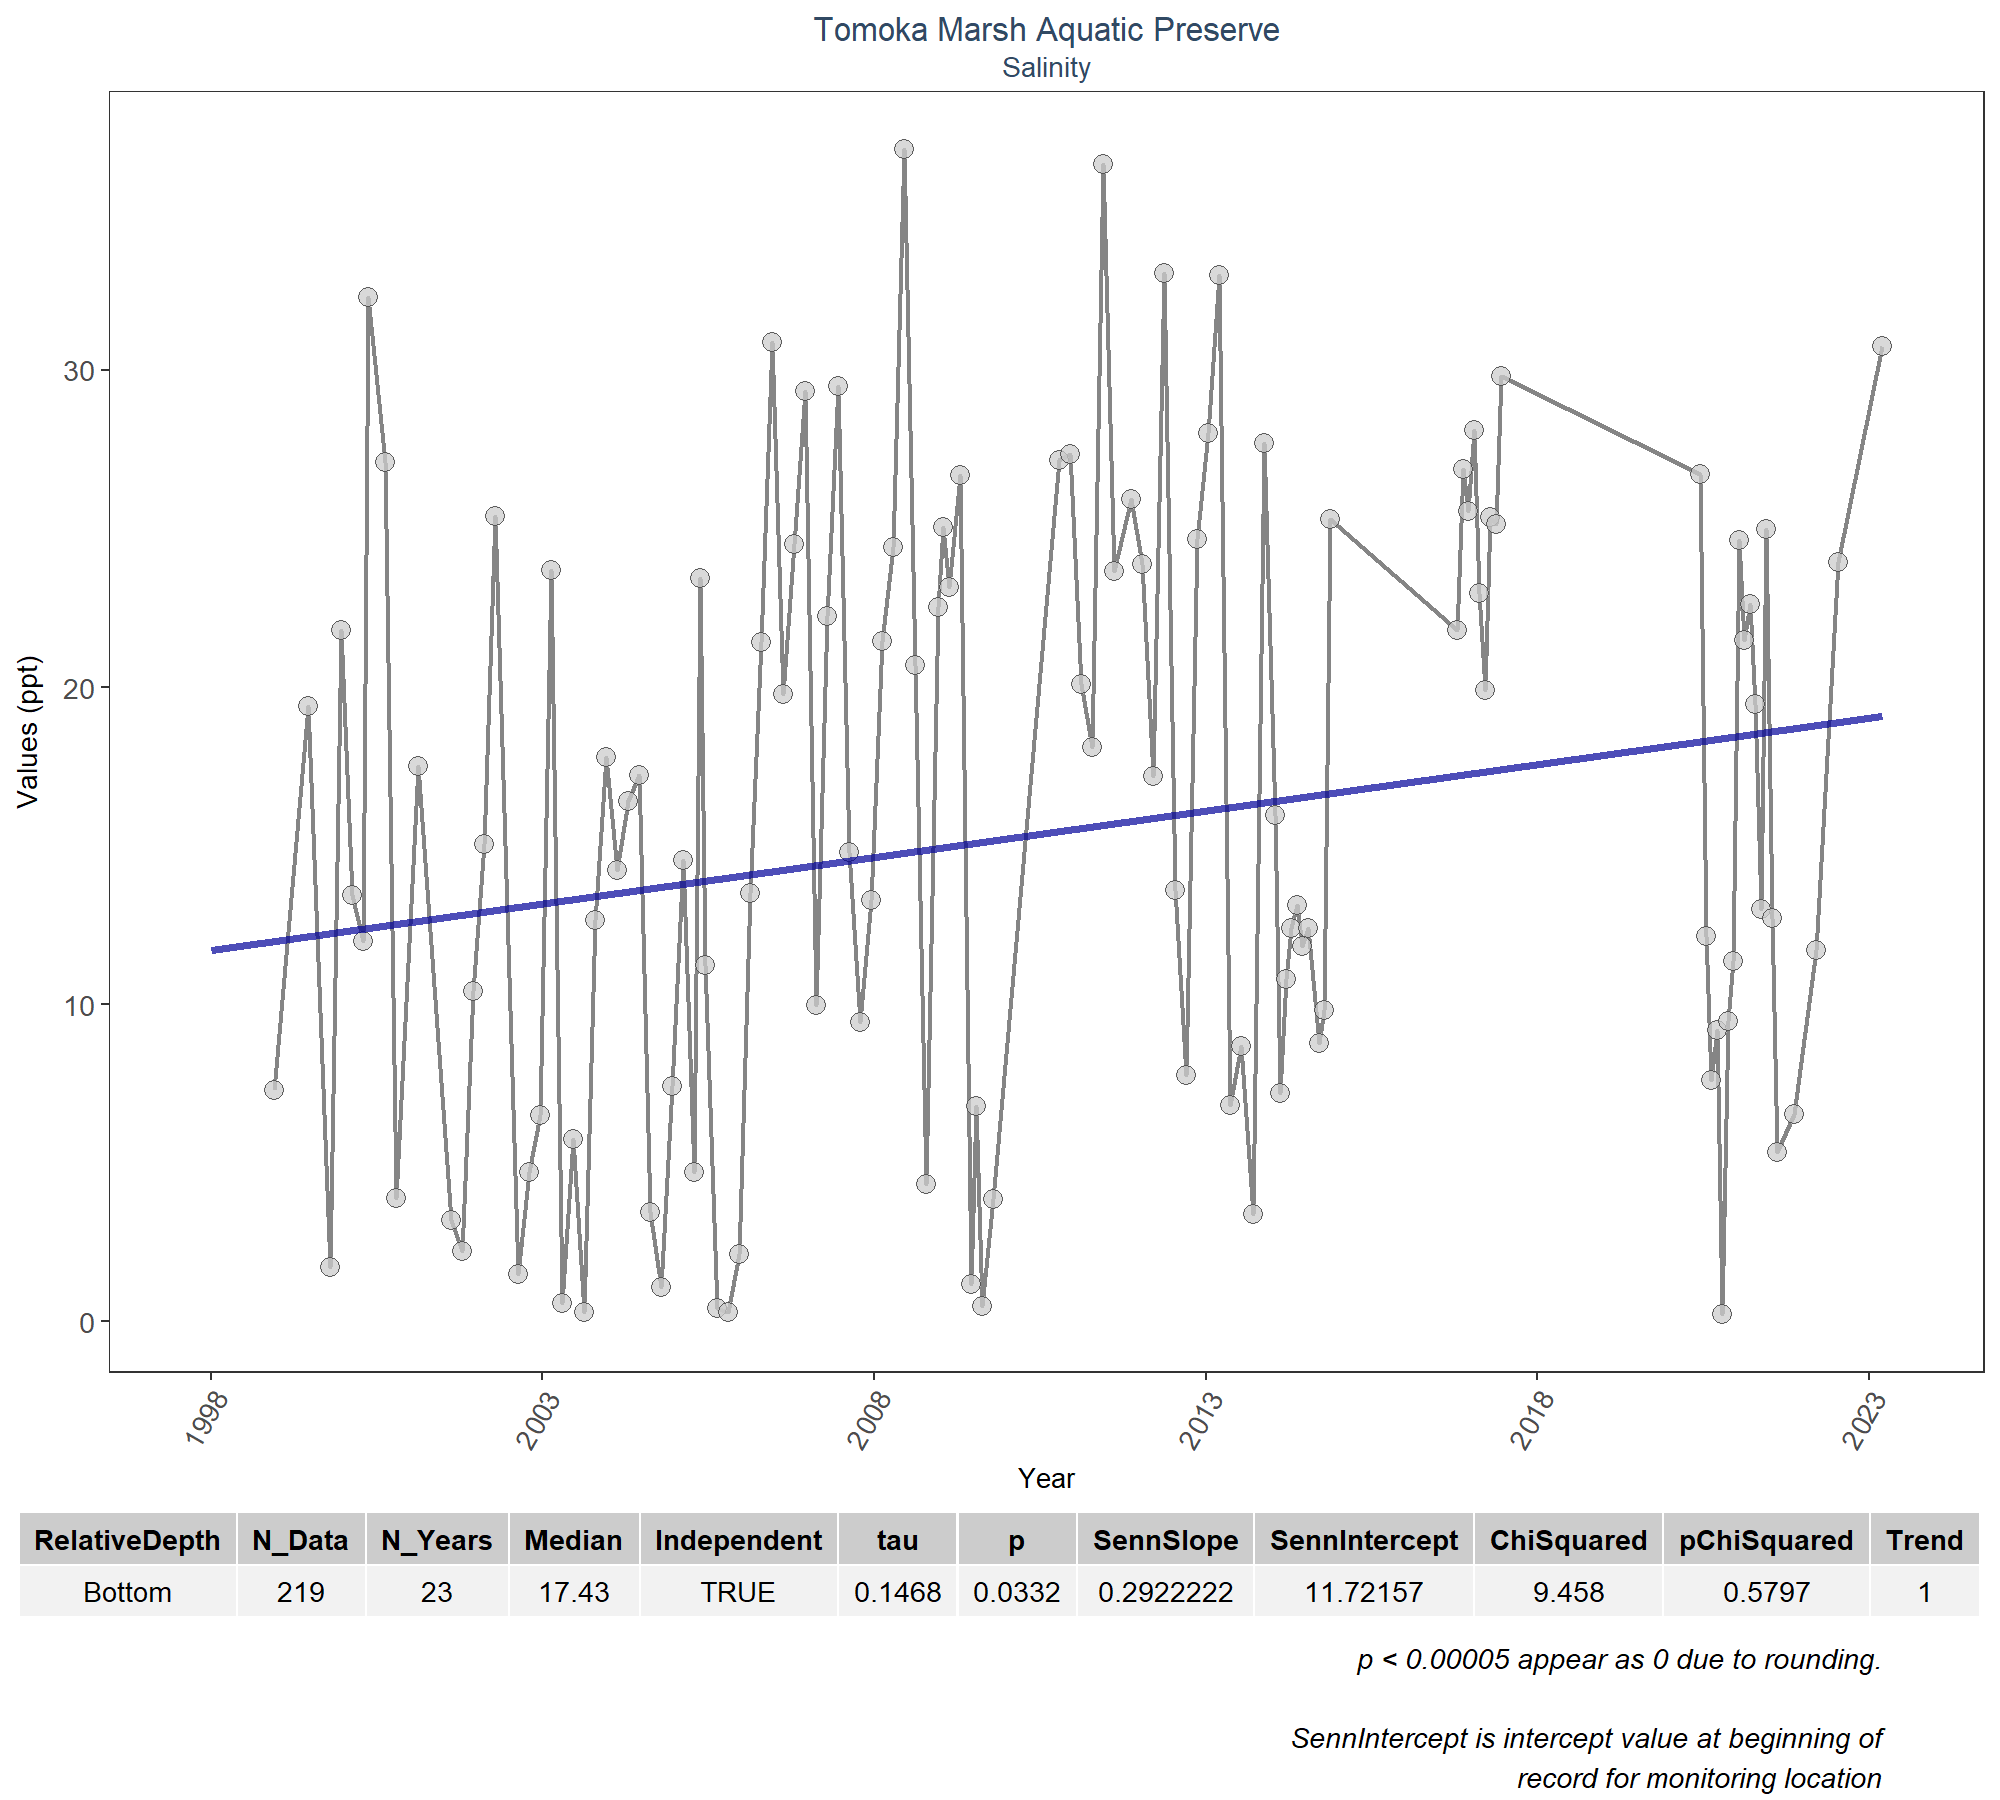 Tomoka Marsh Aquatic Preserve
Salinity
Values (ppt)
30
20
10
0
1998 2003 2008 2013 2018 2023
Year
RelativeDepth N_Data N_Years Median Independent tau p SennSlope SennIntercept ChiSquared pChiSquared Trend
Bottom 219 23 17.43 TRUE 0.1468 0.0332 0.2922222 11.72157 9.458 0.5797 1
p < 0.00005 appear as 0 due to rounding.
SennIntercept is intercept value at beginning of
record for monitoring location